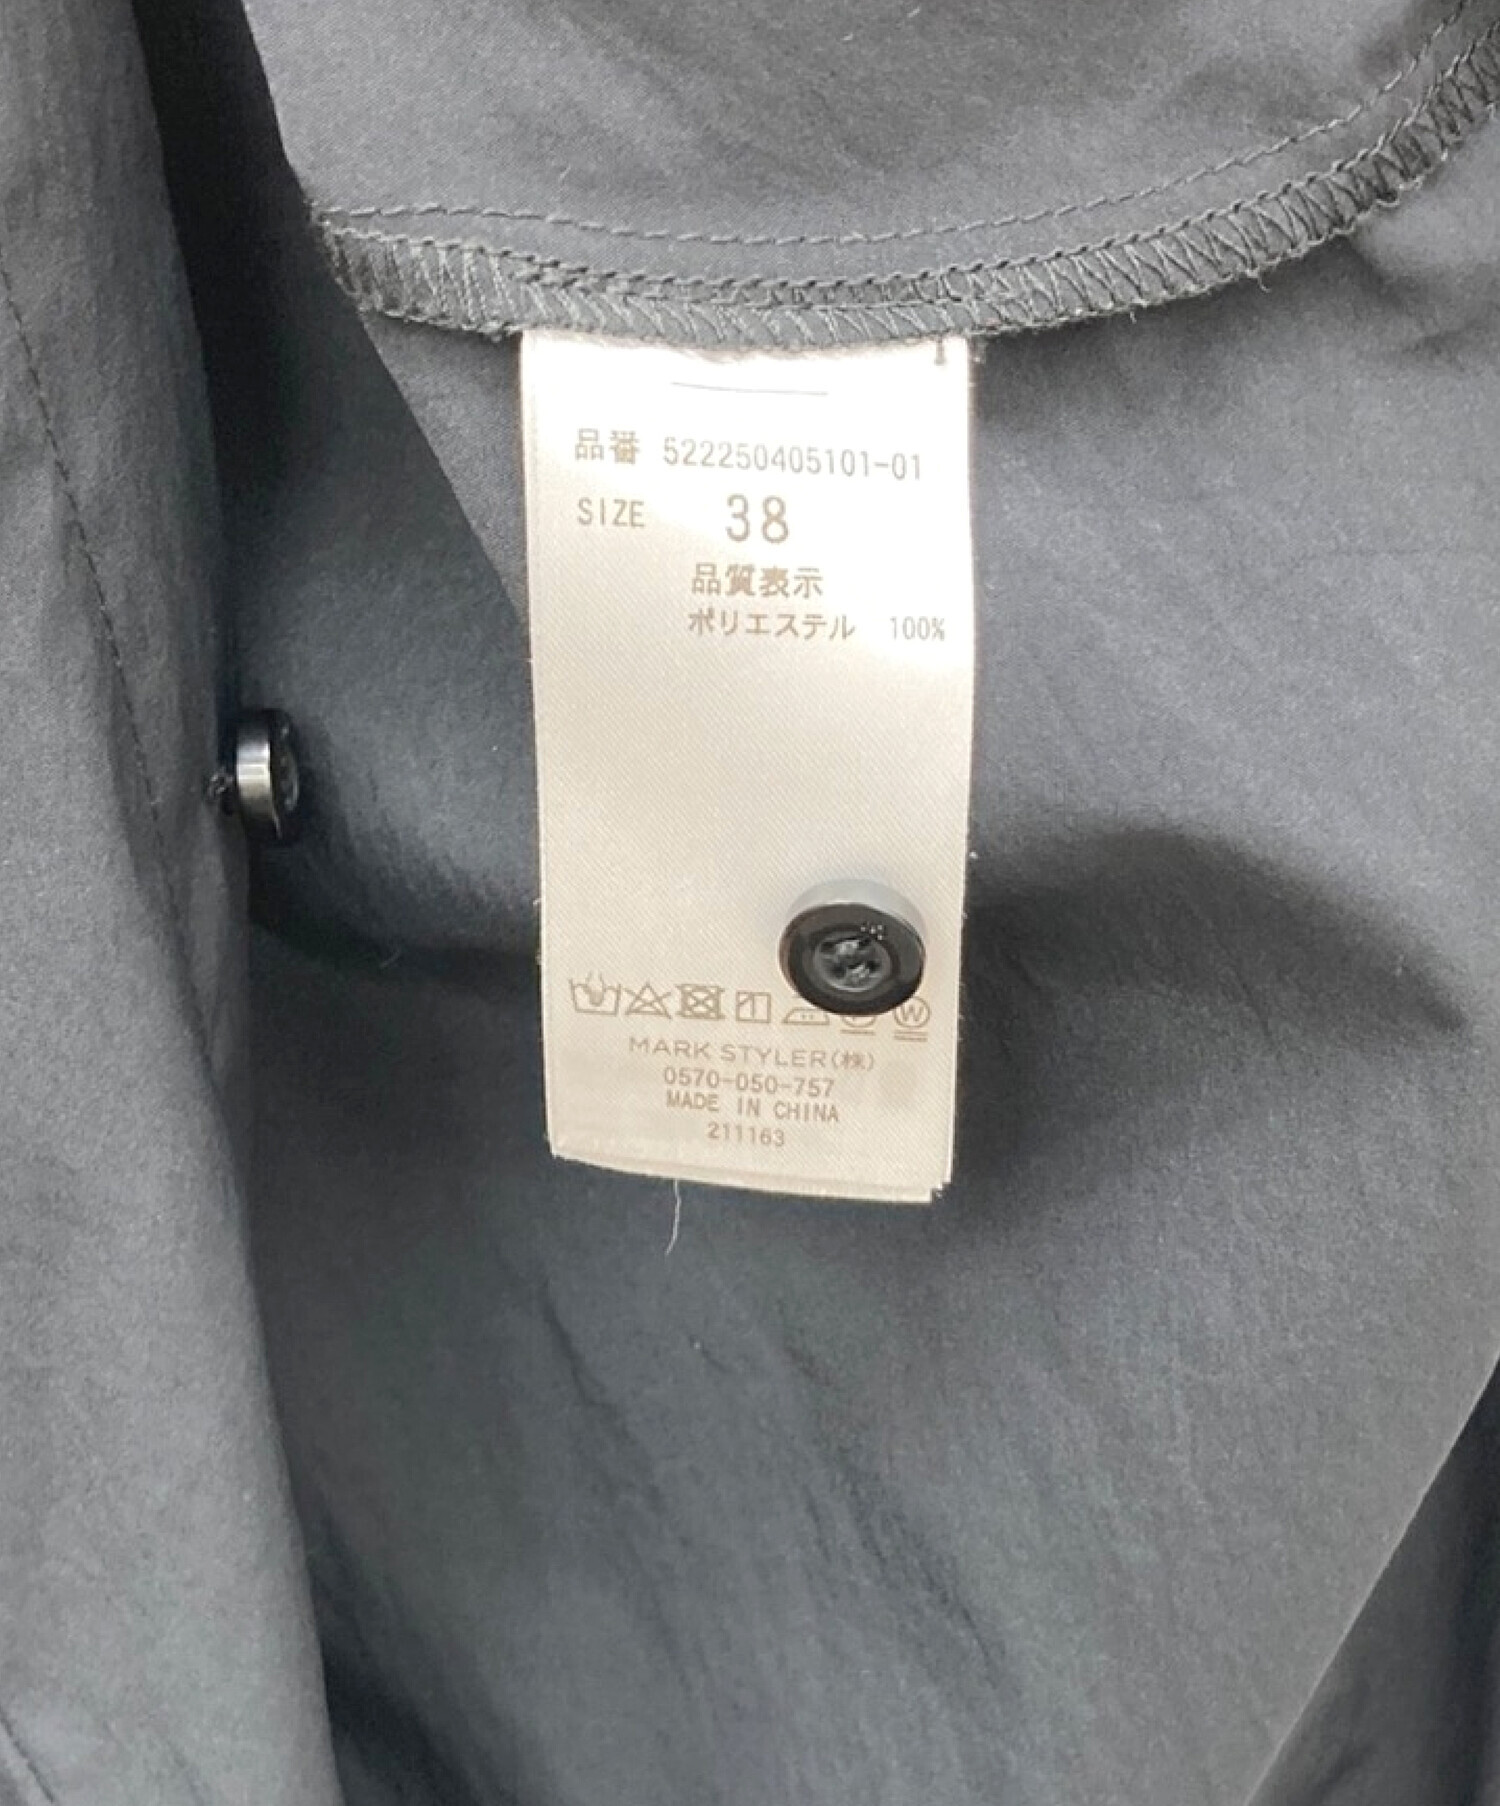 品番 522250405101-01
SIZE 38
品質表示
ポリエステル 100%
W
MARK STYLER(株)
0570-050-757
MADE IN CHINA
211163